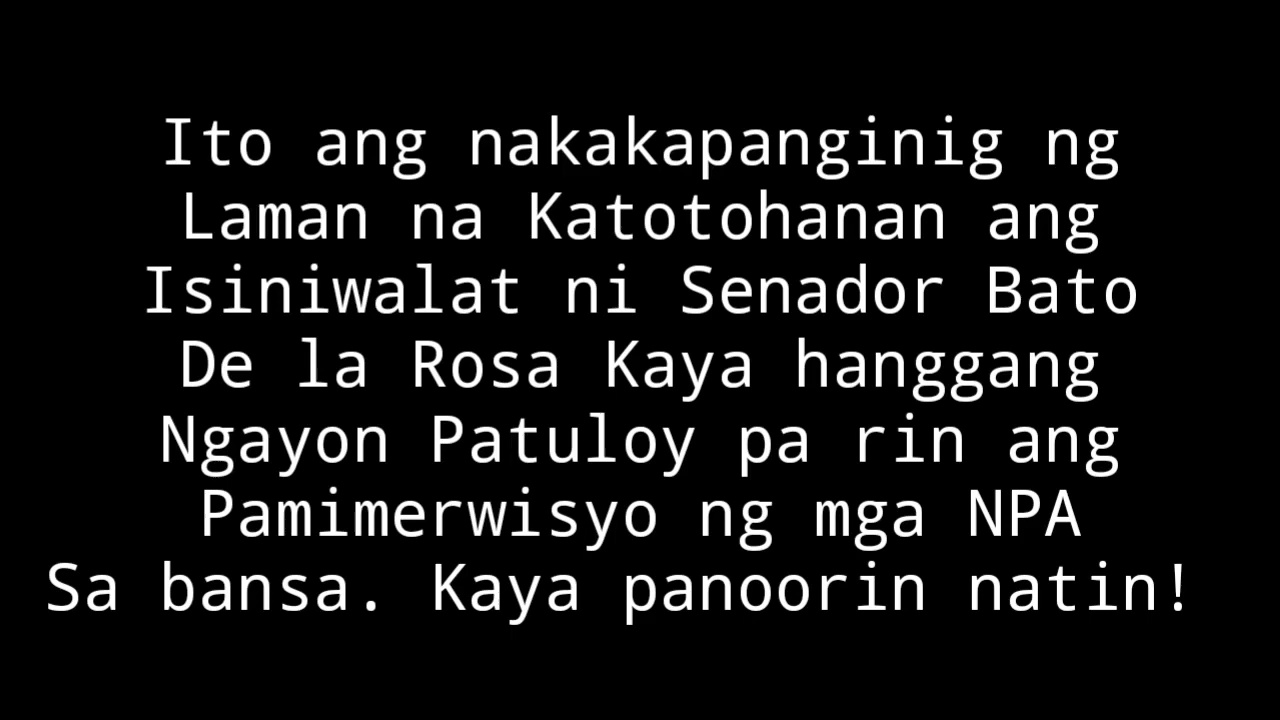 Ito ang nakakapanginig ng
Laman na Katotohanan ang
Isiniwalat ni Senador Bato
De la Rosa Kaya hanggang
Ngayon Patuloy pa rin ang
Pamimerwisyo ng mga NPA
Sa bansa. Kaya panoorin natin!